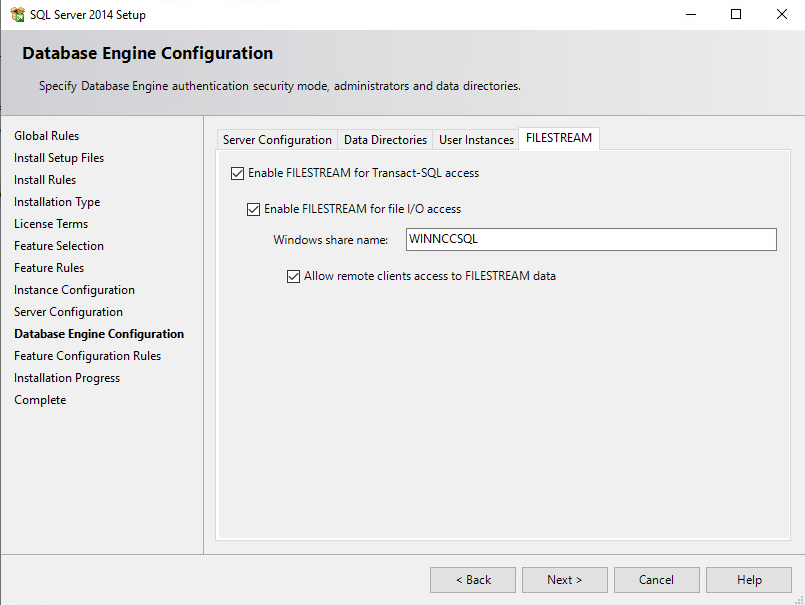 SQL Server 2014 Setup
Database Engine Configuration
Specify Database Engine authentication security mode, administrators and data directories.
Global Rules
Install Setup Files
Install Rules
Installation Type
License Terms
Feature Selection
Feature Rules
Instance Configuration
Server Configuration
Database Engine Configuration
Feature Configuration Rules
Installation Progress
Complete
Server Configuration Data Directories User Instances FILESTREAM
Enable FILESTREAM for Transact-SQL access
Enable FILESTREAM for file I/O access
Windows share name: WINNCCSQL
Allow remote clients access to FILESTREAM data
< Back Next > Cancel Help